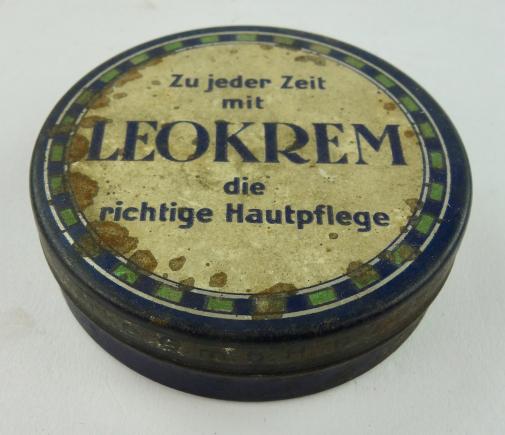 Zu jeder Zeit
mit
LEOKREM
die
richtige Hautpflege